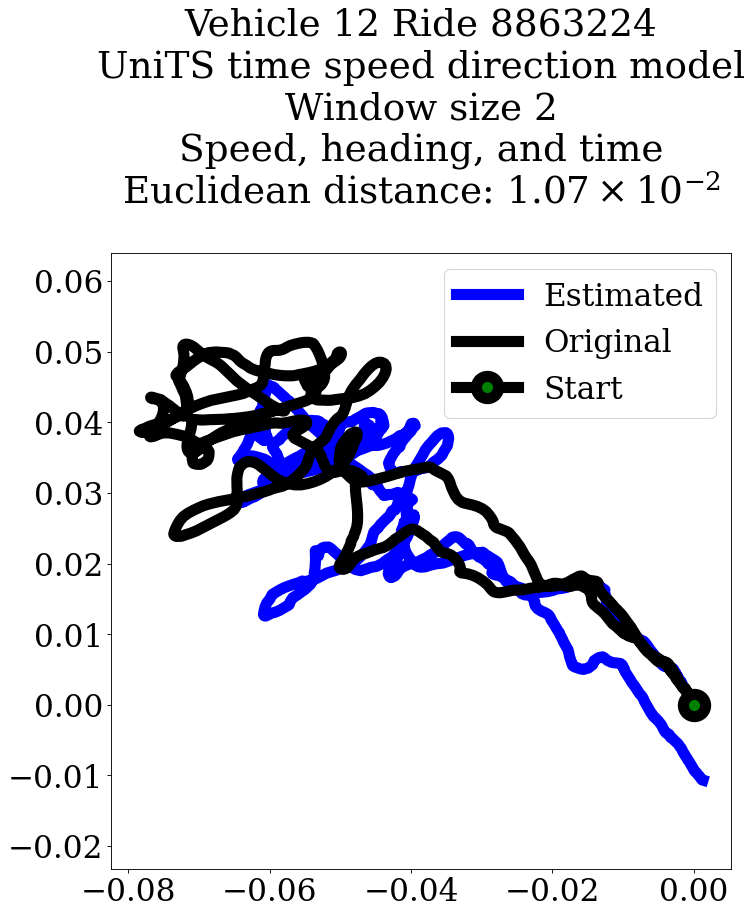 Vehicle 12 Ride 8863224
UniTS time speed direction model
Window size 2
Speed, heading, and time
Euclidean distance: 1.07 × 10⁻²
Estimated
Original
Start
0.06
0.05
0.04
0.03
0.02
0.01
0.00
−0.01
−0.02
−0.08 −0.06 −0.04 −0.02 0.00